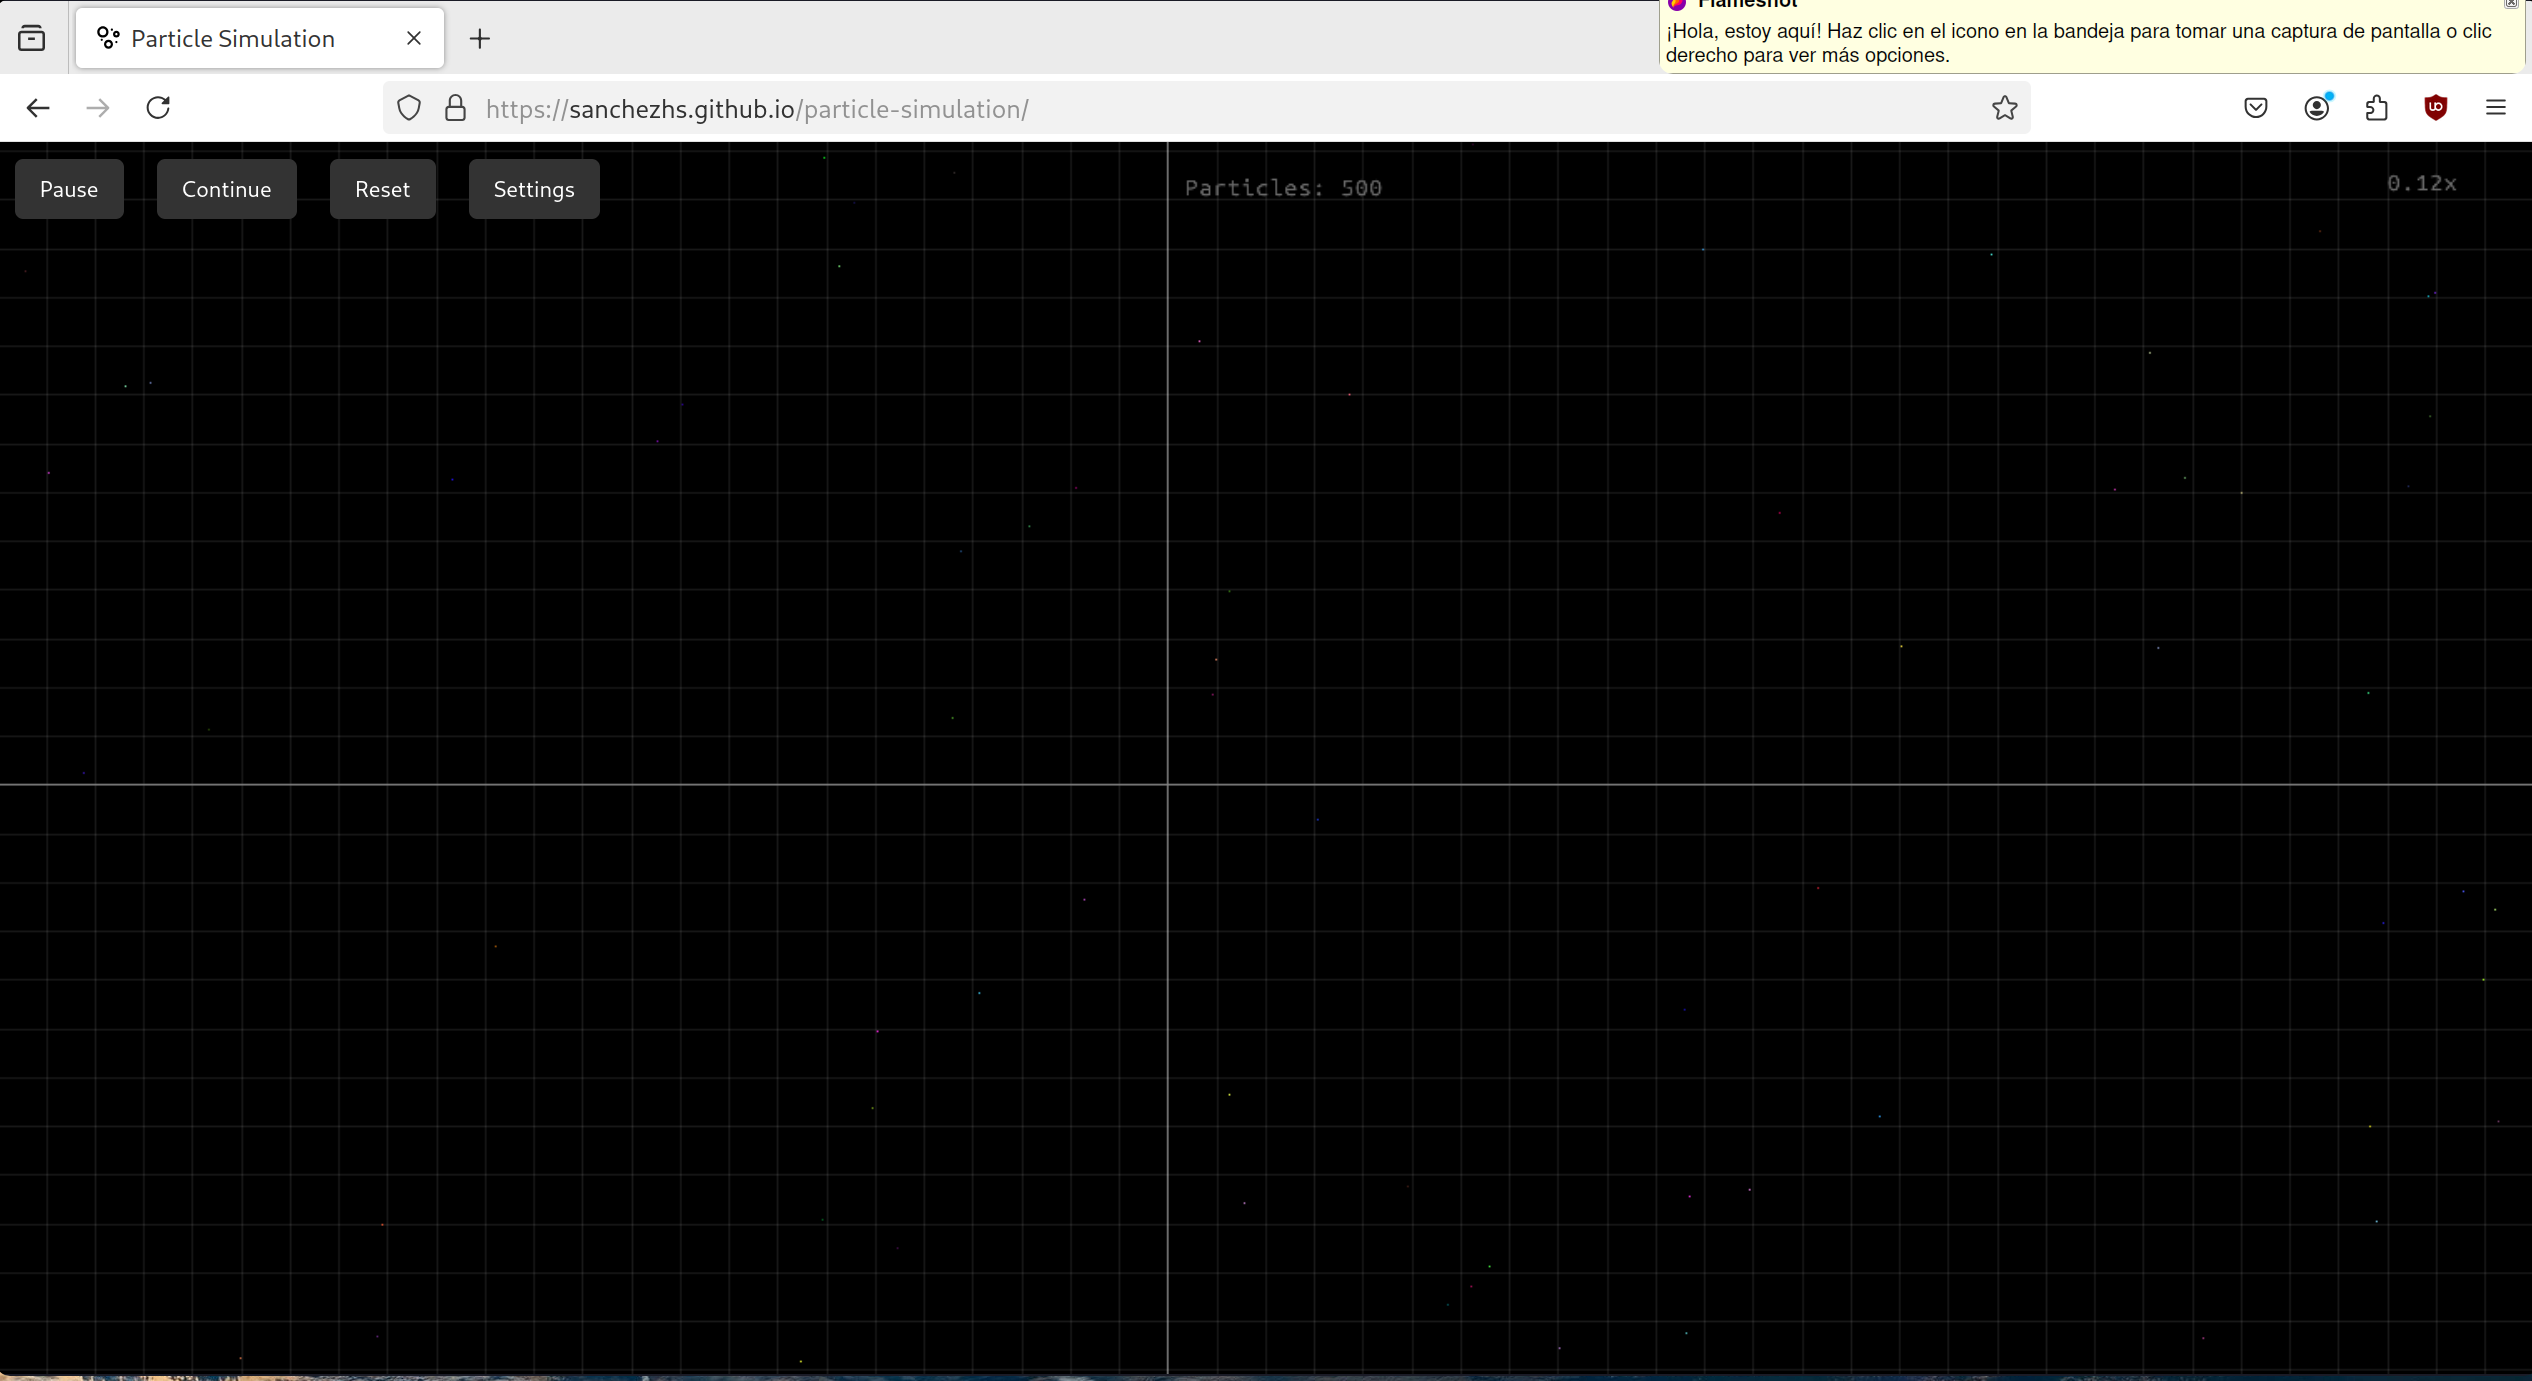 Particle Simulation
Flameshot
¡Hola, estoy aquí! Haz clic en el icono en la bandeja para tomar una captura de pantalla o clic
derecho para ver más opciones.
https://sanchezhs.github.io/particle-simulation/
Pause
Continue
Reset
Settings
Particles: 500
0.12x